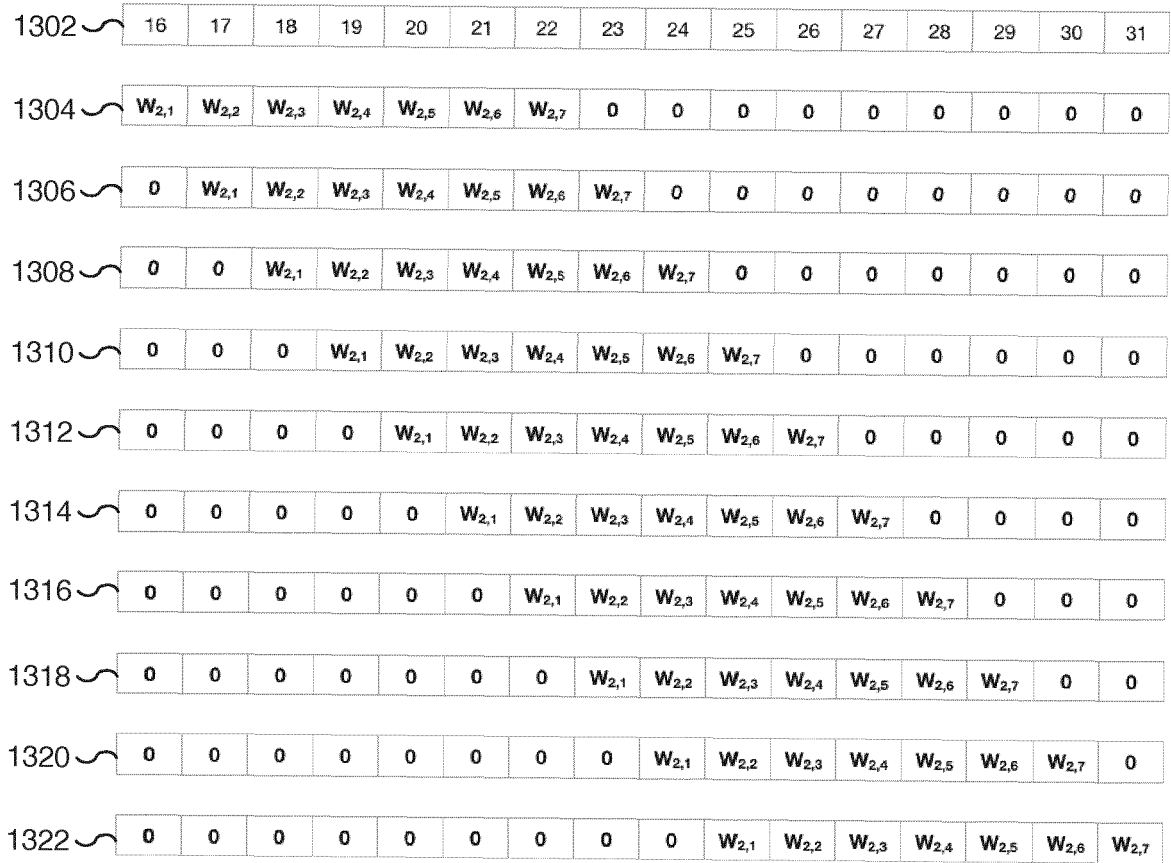 1302 16 17 18 19 20 21 22 23 24 25 26 27 28 29 30 31
1304 W2,1 W2,2 W2,3 W2,4 W2,5 W2,6 W2,7 0 0 0 0 0 0 0 0 0
1306 0 W2,1 W2,2 W2,3 W2,4 W2,5 W2,6 W2,7 0 0 0 0 0 0 0 0
1308 0 0 W2,1 W2,2 W2,3 W2,4 W2,5 W2,6 W2,7 0 0 0 0 0 0 0
1310 0 0 0 W2,1 W2,2 W2,3 W2,4 W2,5 W2,6 W2,7 0 0 0 0 0 0
1312 0 0 0 0 W2,1 W2,2 W2,3 W2,4 W2,5 W2,6 W2,7 0 0 0 0 0
1314 0 0 0 0 0 W2,1 W2,2 W2,3 W2,4 W2,5 W2,6 W2,7 0 0 0 0
1316 0 0 0 0 0 0 W2,1 W2,2 W2,3 W2,4 W2,5 W2,6 W2,7 0 0 0
1318 0 0 0 0 0 0 0 W2,1 W2,2 W2,3 W2,4 W2,5 W2,6 W2,7 0 0
1320 0 0 0 0 0 0 0 0 W2,1 W2,2 W2,3 W2,4 W2,5 W2,6 W2,7 0
1322 0 0 0 0 0 0 0 0 0 W2,1 W2,2 W2,3 W2,4 W2,5 W2,6 W2,7